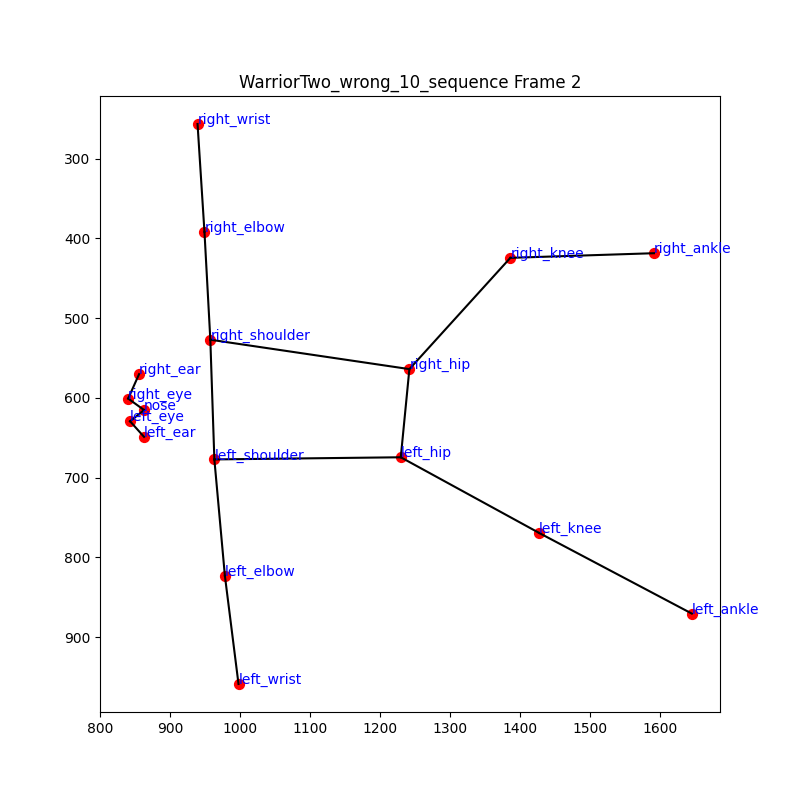 WarriorTwo_wrong_10_sequence Frame 2
right_wrist
right_elbow
right_knee
right_ankle
right_shoulder
right_hip
right_ear
right_eye
nose
left_eye
left_ear
left_shoulder
left_hip
left_knee
left_elbow
left_ankle
left_wrist
300
400
500
600
700
800
900
800
900
1000
1100
1200
1300
1400
1500
1600